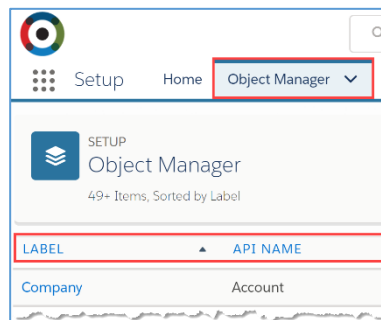 Setup Home Object Manager
SETUP
Object Manager
49+ Items, Sorted by Label
LABEL API NAME
Company Account